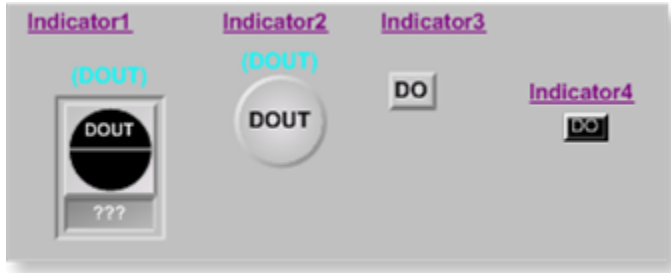 Indicator1
(DOUT)
DOUT
???
Indicator2
(DOUT)
DOUT
Indicator3
DO
Indicator4
DO